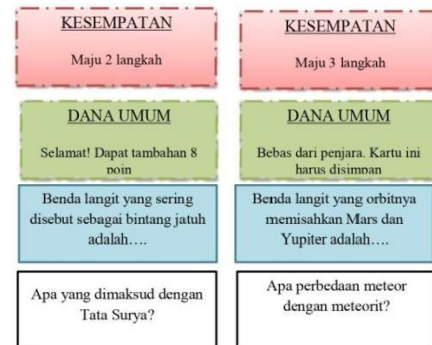 KESEMPATAN
Maju 2 langkah
KESEMPATAN
Maju 3 langkah
DANA UMUM
Selamat! Dapat tambahan 8
poin
DANA UMUM
Bebas dari penjara. Kartu ini
harus disimpan
Benda langit yang sering
disebut sebagai bintang jatuh
adalah….
Benda langit yang orbitnya
memisahkan Mars dan
Yupiter adalah….
Apa yang dimaksud dengan
Tata Surya?
Apa perbedaan meteor
dengan meteorit?